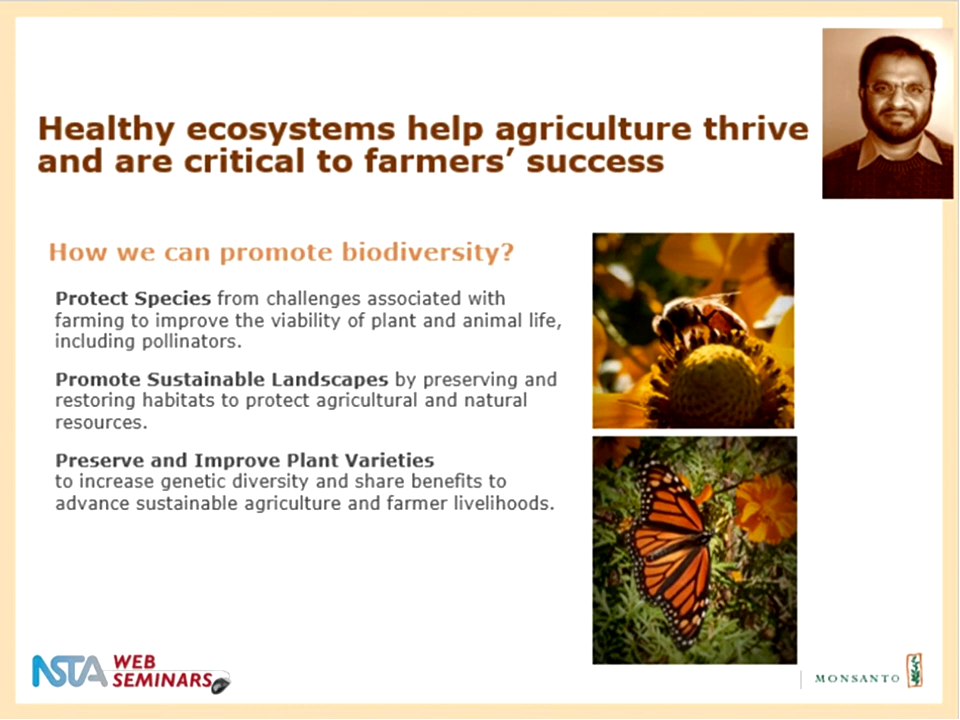 Healthy ecosystems help agriculture thrive
and are critical to farmers’ success
How we can promote biodiversity?
Protect Species from challenges associated with
farming to improve the viability of plant and animal life,
including pollinators.
Promote Sustainable Landscapes by preserving and
restoring habitats to protect agricultural and natural
resources.
Preserve and Improve Plant Varieties
to increase genetic diversity and share benefits to
advance sustainable agriculture and farmer livelihoods.
NSTA WEB
SEMINARS
MONSANTO